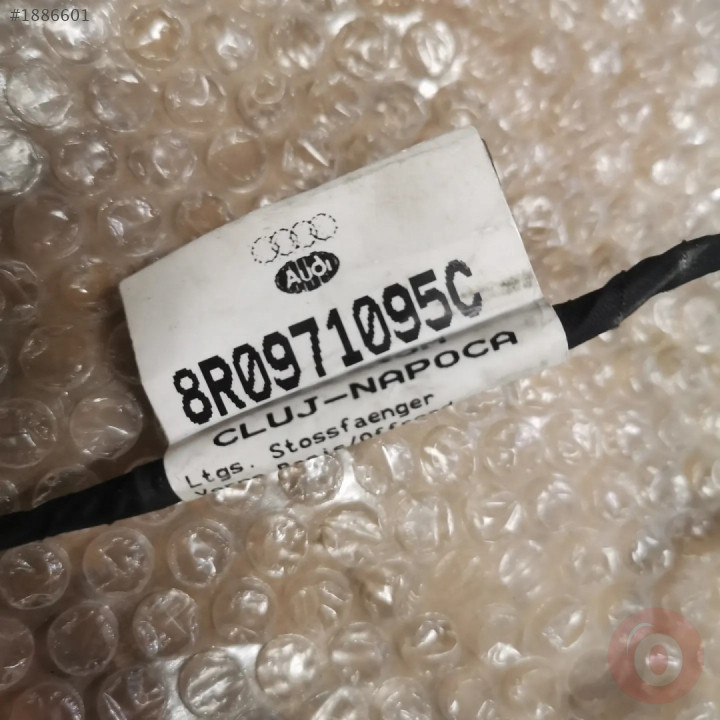 #1886601
Audi
8R0971095C
CLUJ-NAPOCA
Ltgs. Stossfaenger